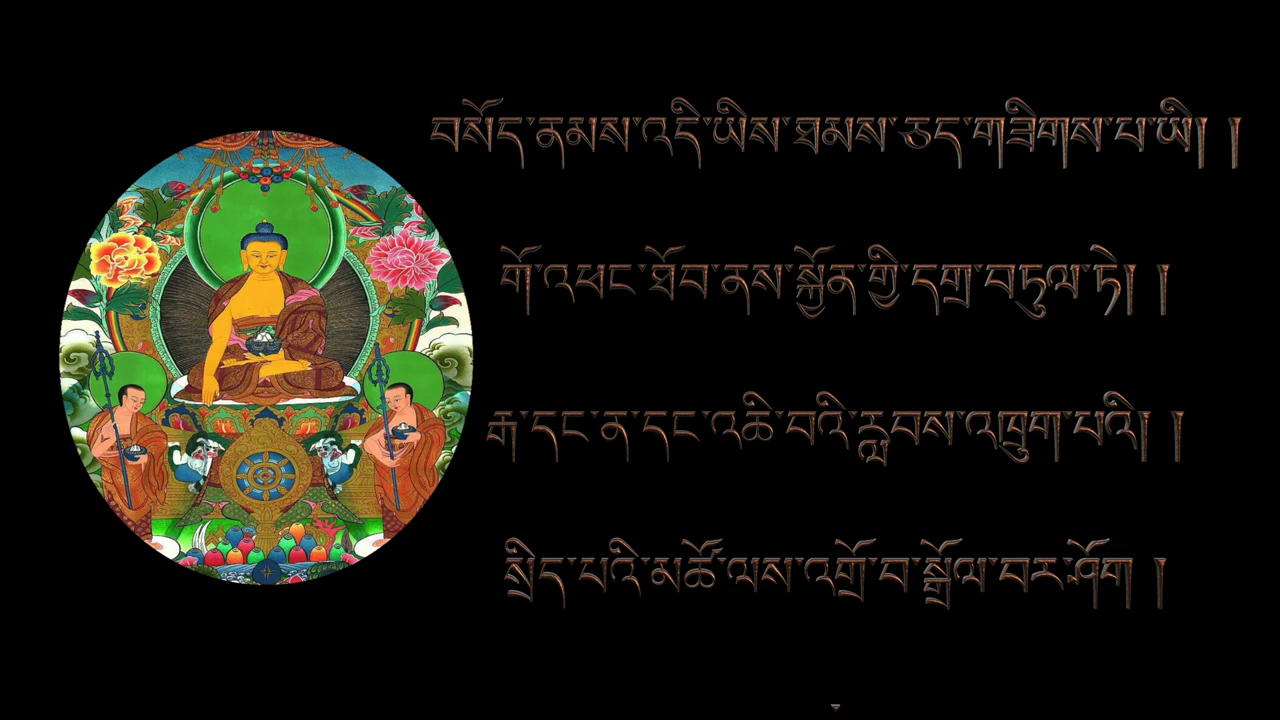 བསོད་ནམས་འདི་ཡིས་ཐམས་ཅད་གཟིགས་པ་ཡི། །
གོ་འཕང་ཐོབ་ནས་སྐྱོན་གྱི་དགྲ་བཏུལ་ཏེ། །
རྒ་དང་ན་དང་འཆི་བའི་རླབས་འཁྲུག་པའི། །
སྲིད་པའི་མཚོ་ལས་འགྲོ་བ་སྒྲོལ་བར་ཤོག །